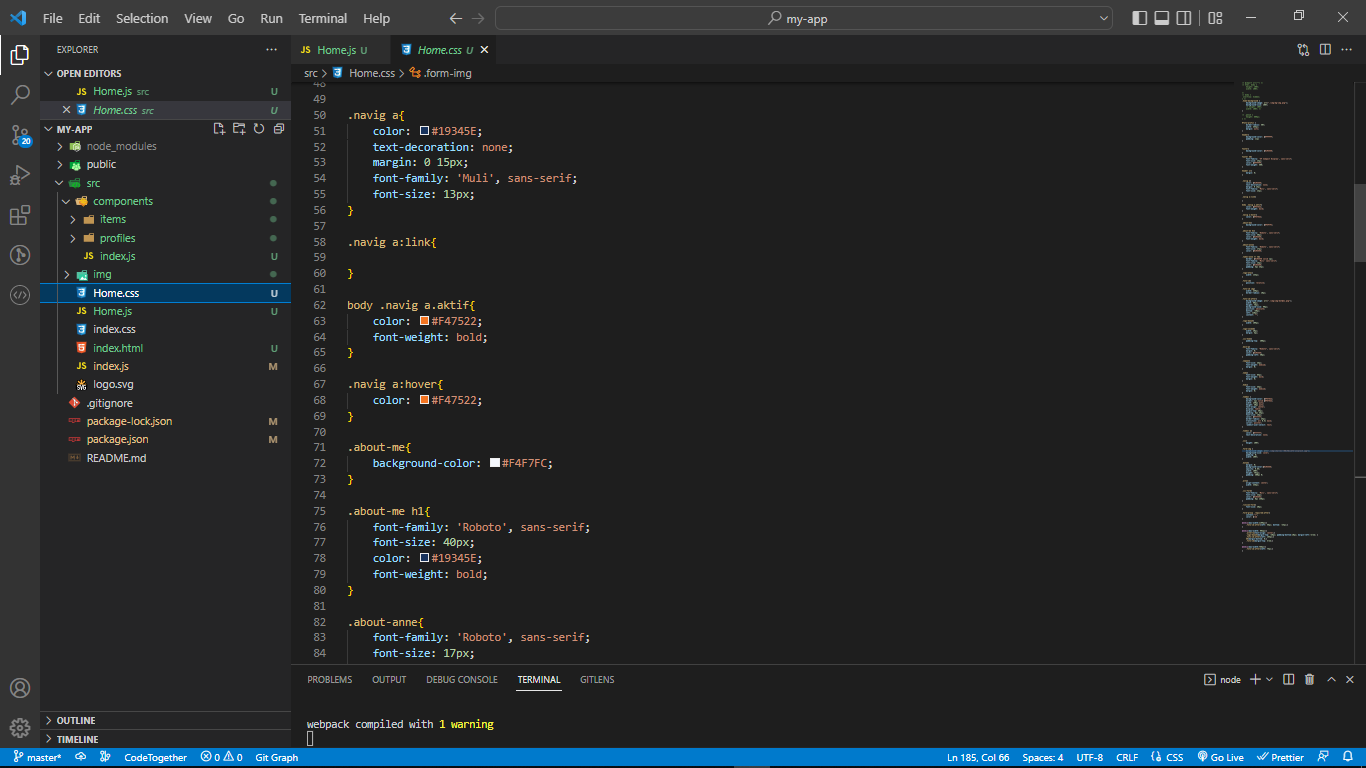 File Edit Selection View Go Run Terminal Help
my-app
EXPLORER
OPEN EDITORS
JS Home.js src U
Home.css src U
MY-APP
node_modules
public
src
components
items
profiles
JS index.js U
img
Home.css U
JS Home.js U
index.css
index.html U
JS index.js M
logo.svg
.gitignore
package-lock.json M
package.json M
README.md
OUTLINE
TIMELINE
20
JS Home.js U
Home.css U
src > Home.css > .form-img
48
49
50 .navig a{
51 color: #19345E;
52 text-decoration: none;
53 margin: 0 15px;
54 font-family: 'Muli', sans-serif;
55 font-size: 13px;
56 }
57
58 .navig a:link{
59
60 }
61
62 body .navig a.aktif{
63 color: #F47522;
64 font-weight: bold;
65 }
66
67 .navig a:hover{
68 color: #F47522;
69 }
70
71 .about-me{
72 background-color: #F4F7FC;
73 }
74
75 .about-me h1{
76 font-family: 'Roboto', sans-serif;
77 font-size: 40px;
78 color: #19345E;
79 font-weight: bold;
80 }
81
82 .about-anne{
83 font-family: 'Roboto', sans-serif;
84 font-size: 17px;
PROBLEMS OUTPUT DEBUG CONSOLE TERMINAL GITLENS
node
webpack compiled with 1 warning
master* CodeTogether 0 0 Git Graph
Ln 185, Col 66 Spaces: 4 UTF-8 CRLF CSS Go Live Prettier